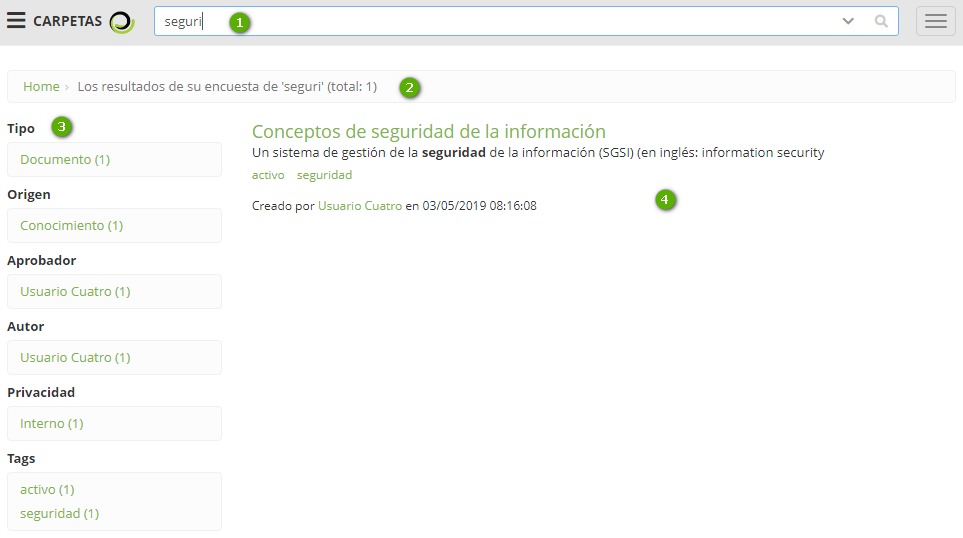 CARPETAS
seguri
1
Home › Los resultados de su encuesta de 'seguri' (total: 1)
2
Tipo
3
Documento (1)
Origen
Conocimiento (1)
Aprobador
Usuario Cuatro (1)
Autor
Usuario Cuatro (1)
Privacidad
Interno (1)
Tags
activo (1)
seguridad (1)
Conceptos de seguridad de la información
Un sistema de gestión de la seguridad de la información (SGSI) (en inglés: information security
activo seguridad
Creado por Usuario Cuatro en 03/05/2019 08:16:08
4